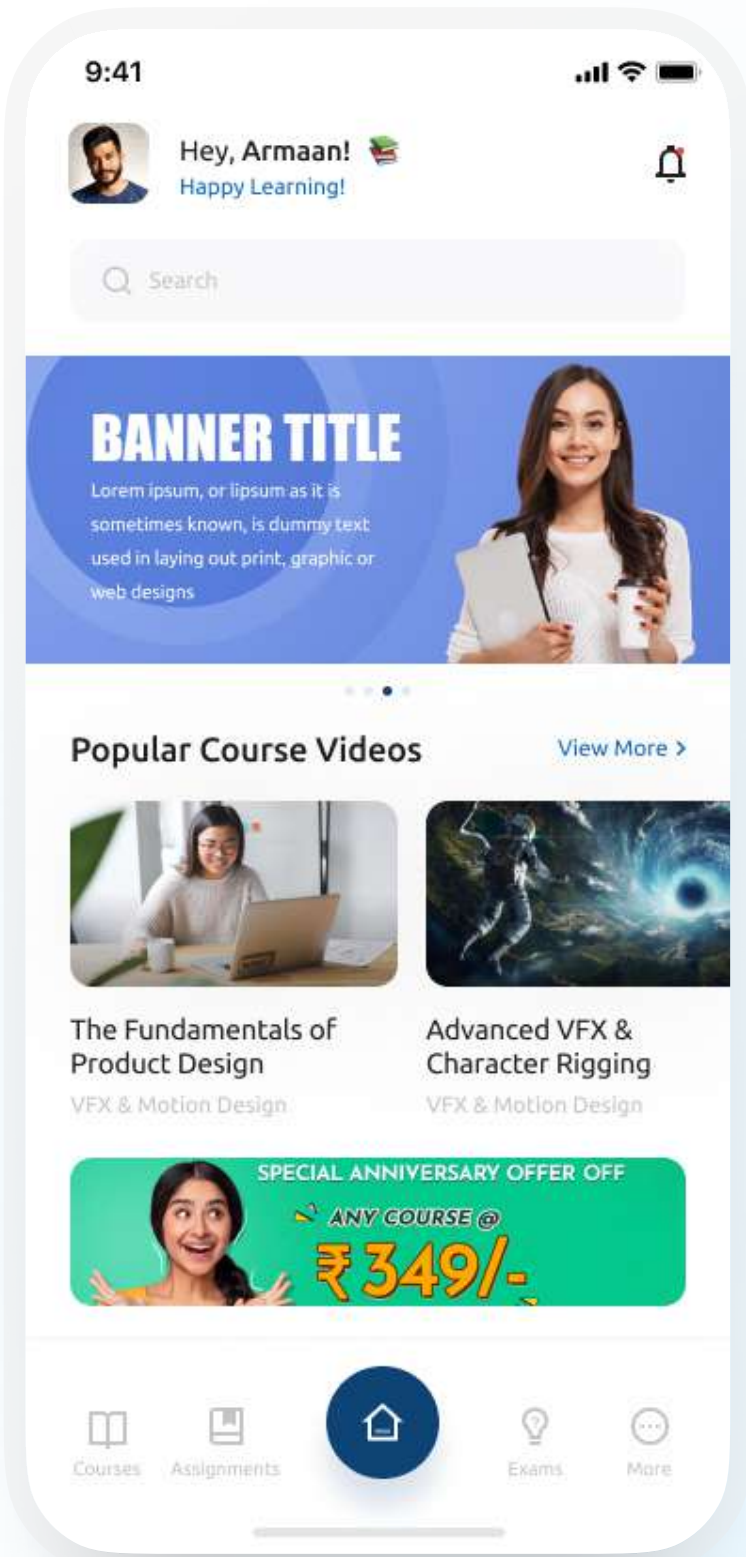 9:41
Hey, Armaan!
Happy Learning!
Search
BANNER TITLE
Lorem ipsum, or lipsum as it is
sometimes known, is dummy text
used in laying out print, graphic or
web designs
Popular Course Videos
View More >
The Fundamentals of
Product Design
VFX & Motion Design
Advanced VFX &
Character Rigging
VFX & Motion Design
SPECIAL ANNIVERSARY OFFER OFF
ANY COURSE @
₹349/-
Courses
Assignments
Exams
More